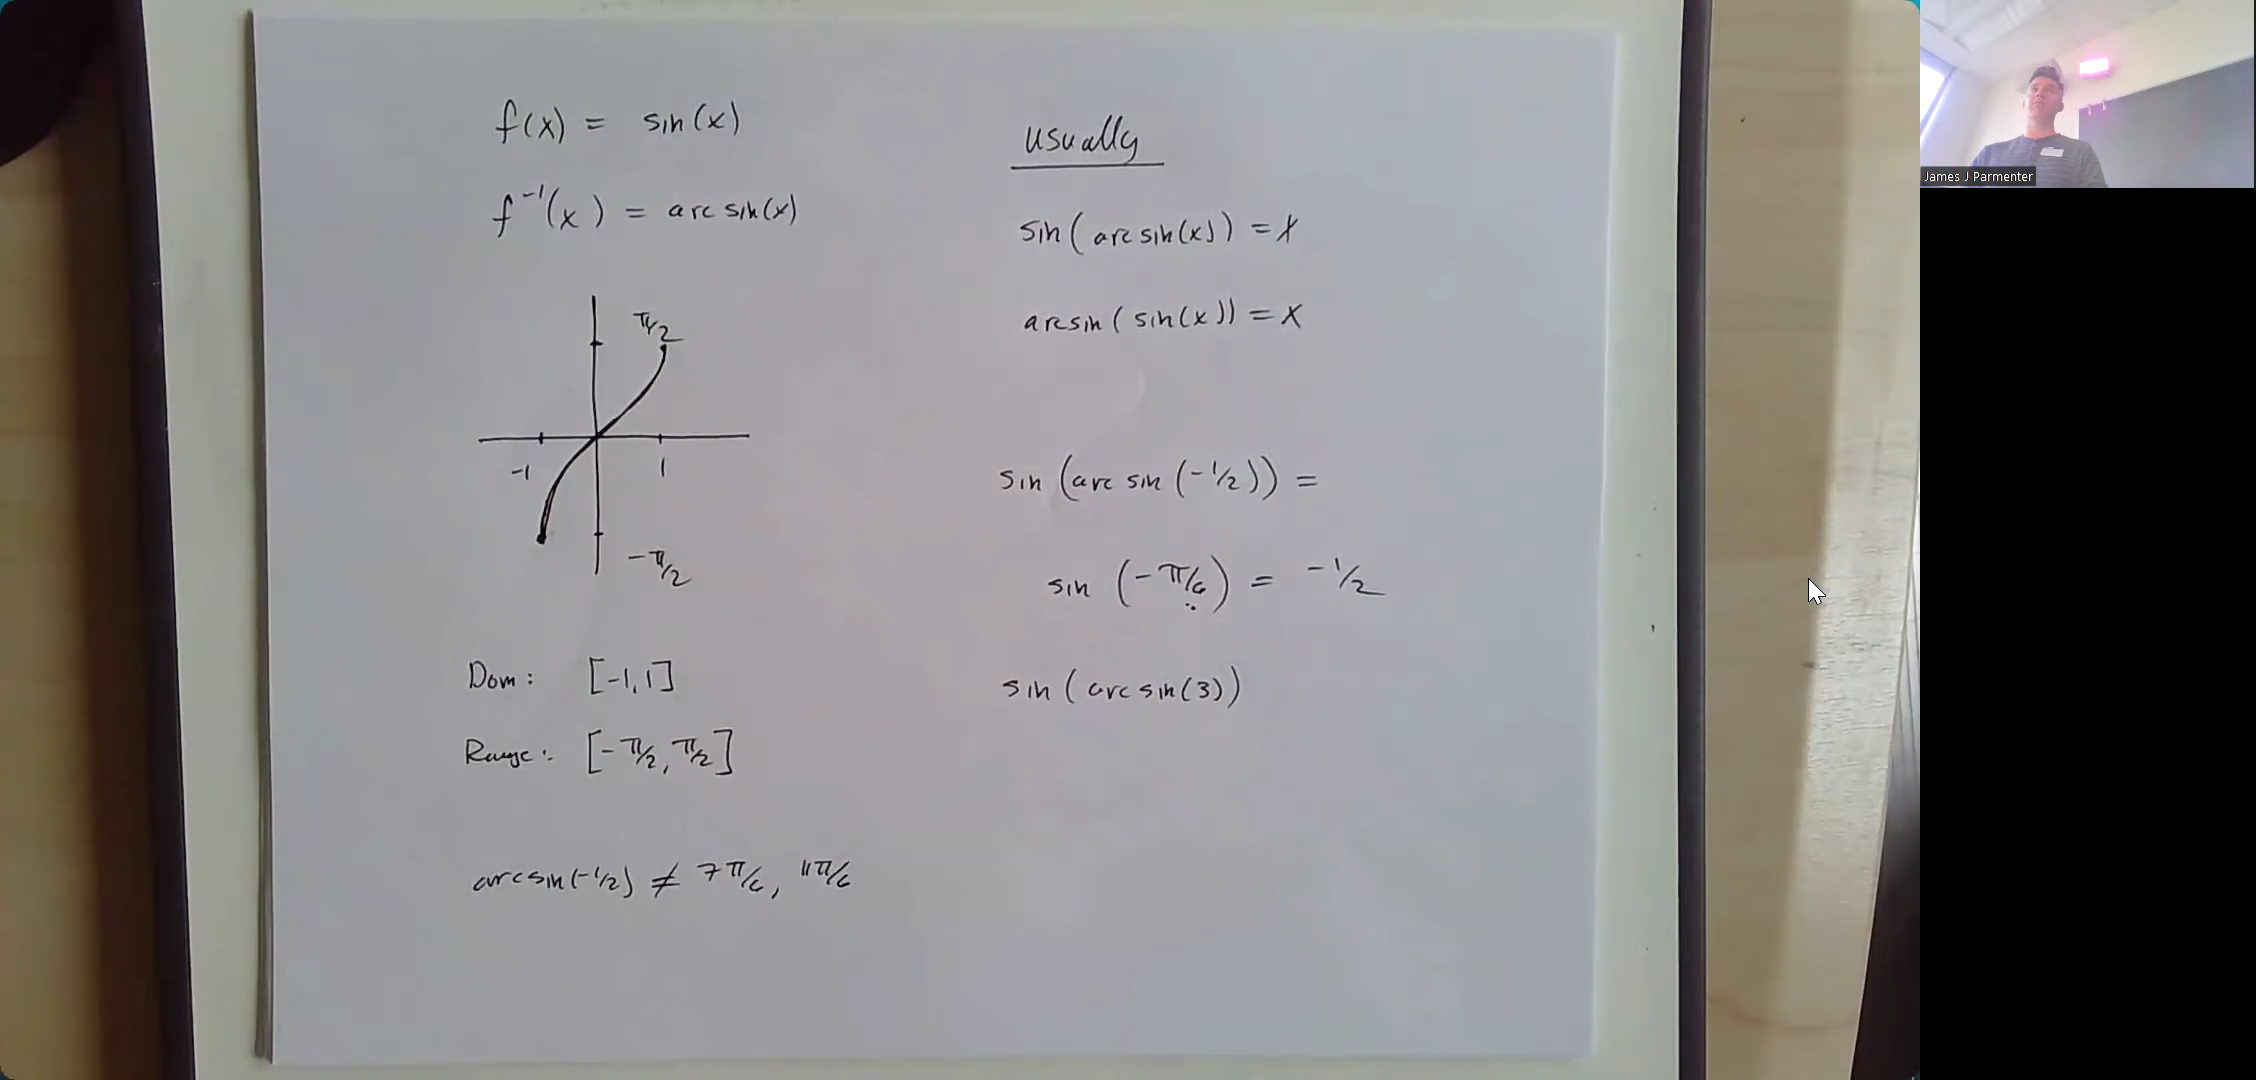 f(x) = sin(x)
f⁻¹(x) = arcsin(x)
π/2
-1
1
-π/2
Dom: [-1,1]
Range: [-π/2, π/2]
arcsin(-1/2) ≠ 7π/6, 11π/6
usually
sin(arcsin(x)) = x
arcsin(sin(x)) = x
sin(arcsin(-1/2)) =
sin(-π/6) = -1/2
sin(arcsin(3))
James J Parmenter